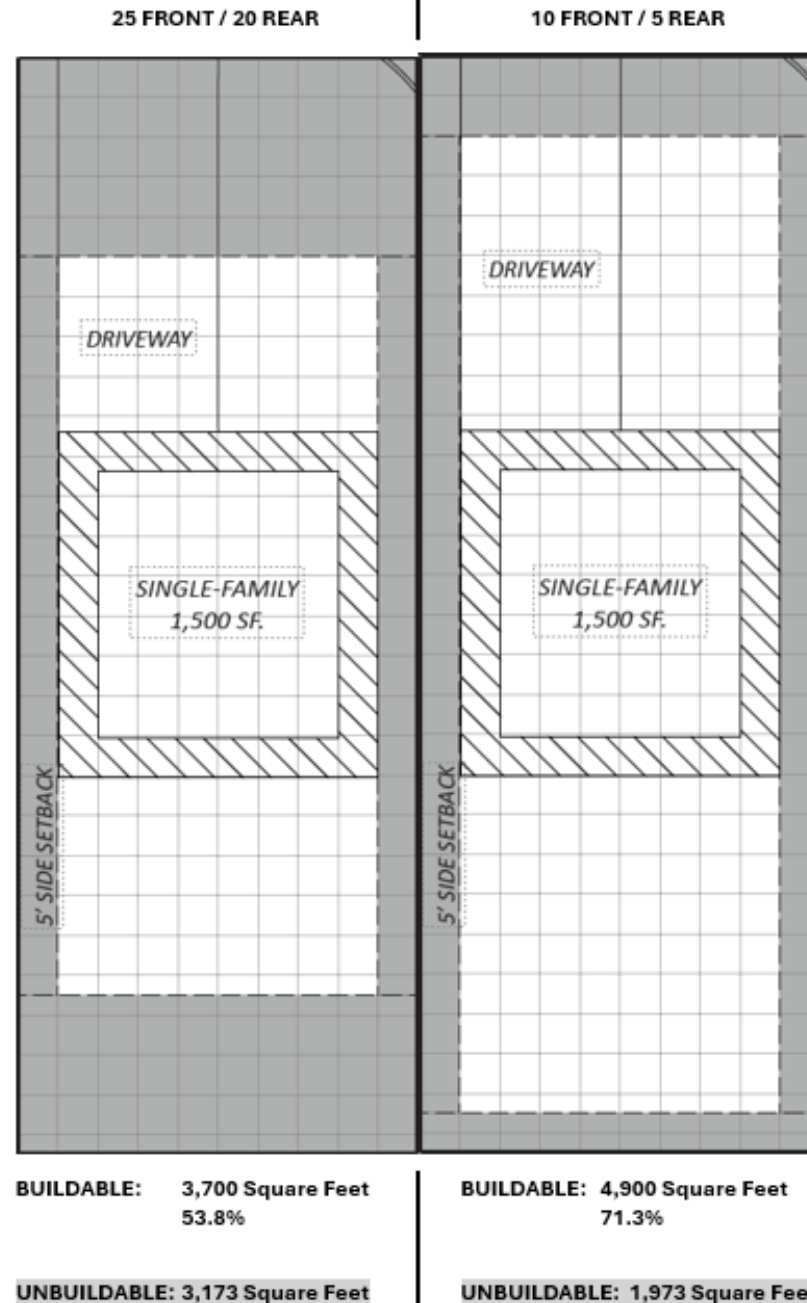 25 FRONT / 20 REAR
10 FRONT / 5 REAR
DRIVEWAY
SINGLE-FAMILY
1,500 SF.
5' SIDE SETBACK
DRIVEWAY
SINGLE-FAMILY
1,500 SF.
5' SIDE SETBACK
BUILDABLE: 3,700 Square Feet
53.8%
UNBUILDABLE: 3,173 Square Feet
BUILDABLE: 4,900 Square Feet
71.3%
UNBUILDABLE: 1,973 Square Fee